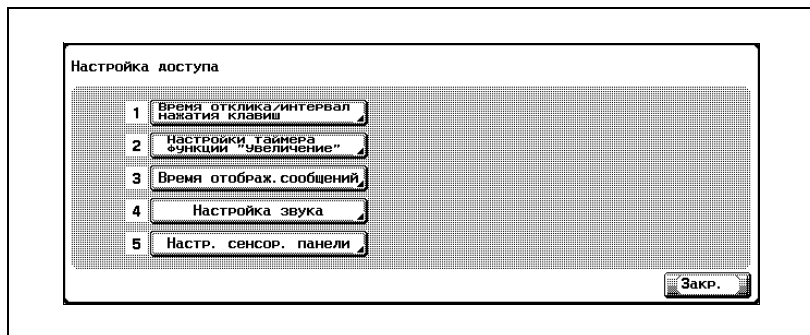 Настройка доступа
1 Время отклика/интервал
нажатия клавиш
2 Настройки таймера
функции "Увеличение"
3 Время отображ.сообщений
4 Настройка звука
5 Настр. сенсор. панели
Закр.